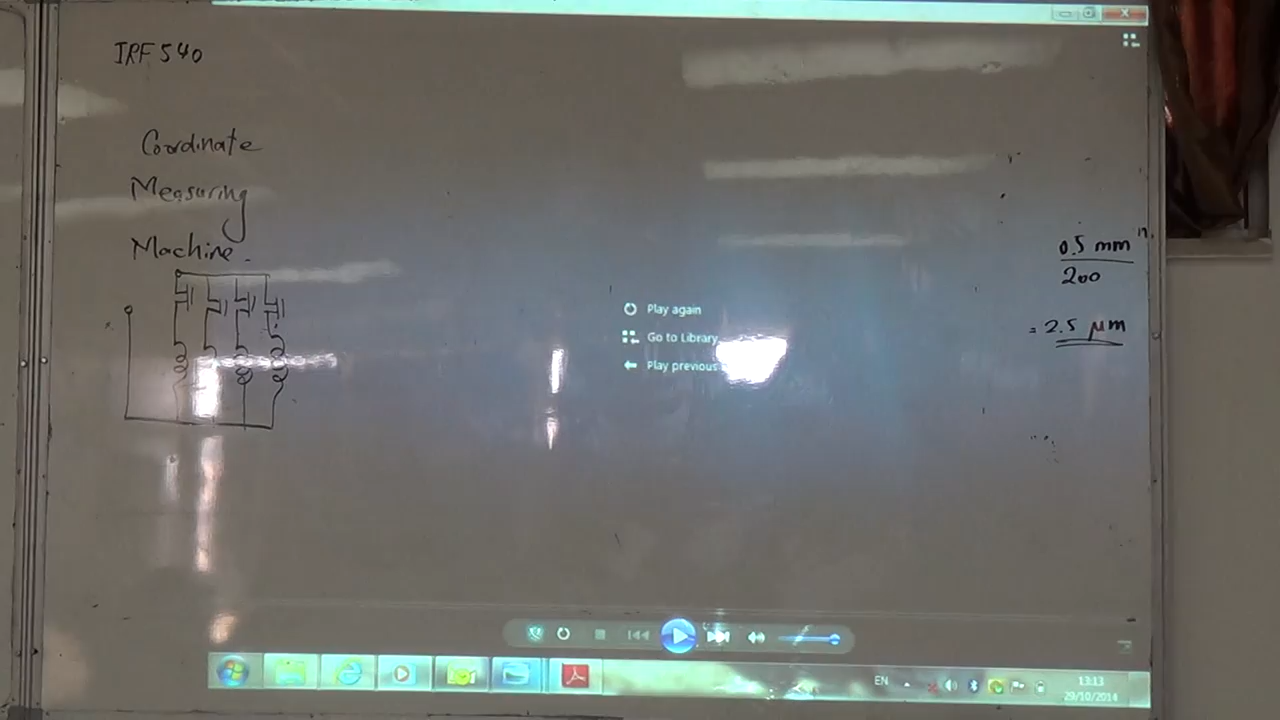 IRF540
Coordinate
Measuring
Machine.
0.5 mm
200
= 2.5 μm
Play again
Go to Library
Play previous
EN
13:13
29/10/2014